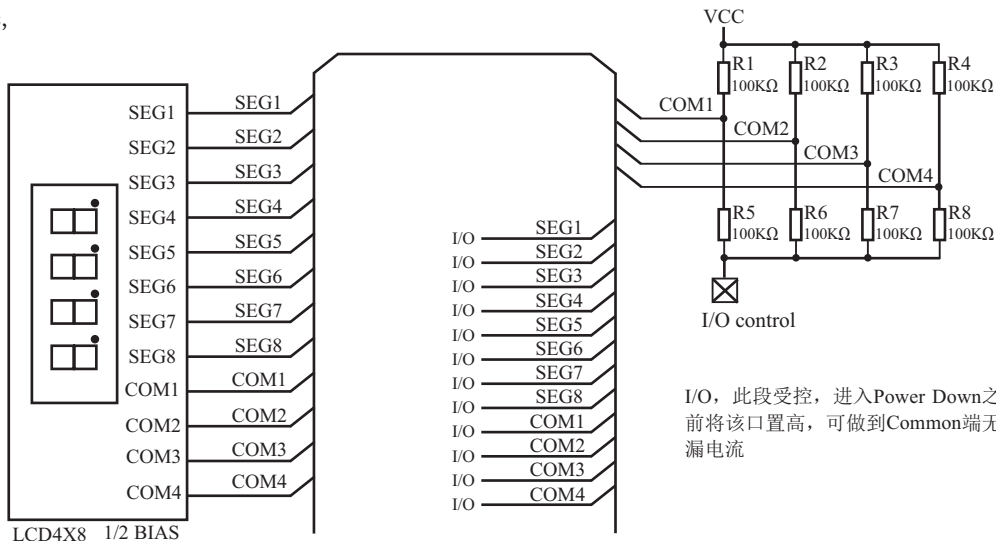 ,
VCC
R1
100KΩ
R2
100KΩ
R3
100KΩ
R4
100KΩ
COM1
COM2
COM3
COM4
R5
100KΩ
R6
100KΩ
R7
100KΩ
R8
100KΩ
I/O control
I/O，此段受控，进入Power Down之
前将该口置高，可做到Common端无
漏电流
SEG1 SEG1
SEG2 SEG2
SEG3 SEG3
SEG4 SEG4
SEG5 SEG5
SEG6 SEG6
SEG7 SEG7
SEG8 SEG8
COM1 COM1
COM2 COM2
COM3 COM3
COM4 COM4
LCD4X8 1/2 BIAS
I/O SEG1
I/O SEG2
I/O SEG3
I/O SEG4
I/O SEG5
I/O SEG6
I/O SEG7
I/O SEG8
I/O COM1
I/O COM2
I/O COM3
I/O COM4